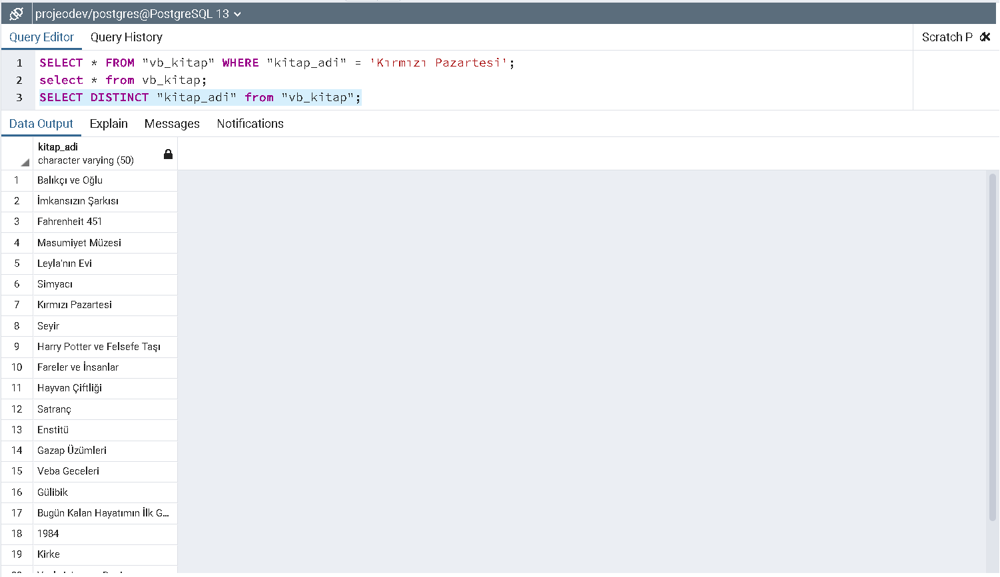 projeodev/postgres@PostgreSQL 13
Query Editor Query History Scratch P
1 SELECT * FROM "vb_kitap" WHERE "kitap_adi" = 'Kırmızı Pazartesi';
2 select * from vb_kitap;
3 SELECT DISTINCT "kitap_adi" from "vb_kitap";
Data Output Explain Messages Notifications
kitap_adi
character varying (50)
1 Balıkçı ve Oğlu
2 İmkansızın Şarkısı
3 Fahrenheit 451
4 Masumiyet Müzesi
5 Leyla'nın Evi
6 Simyacı
7 Kırmızı Pazartesi
8 Seyir
9 Harry Potter ve Felsefe Taşı
10 Fareler ve İnsanlar
11 Hayvan Çiftliği
12 Satranç
13 Enstitü
14 Gazap Üzümleri
15 Veba Geceleri
16 Gülibik
17 Bugün Kalan Hayatımın İlk G...
18 1984
19 Kirke